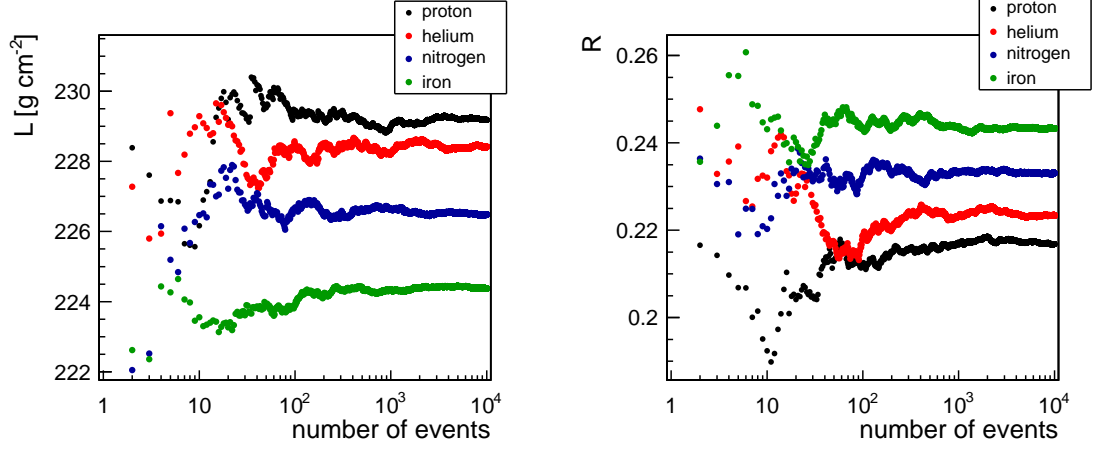 proton
helium
nitrogen
iron
L [g cm⁻²]
230
228
226
224
222
1 10 10² 10³ 10⁴
number of events
proton
helium
nitrogen
iron
R
0.26
0.24
0.22
0.2
1 10 10² 10³ 10⁴
number of events